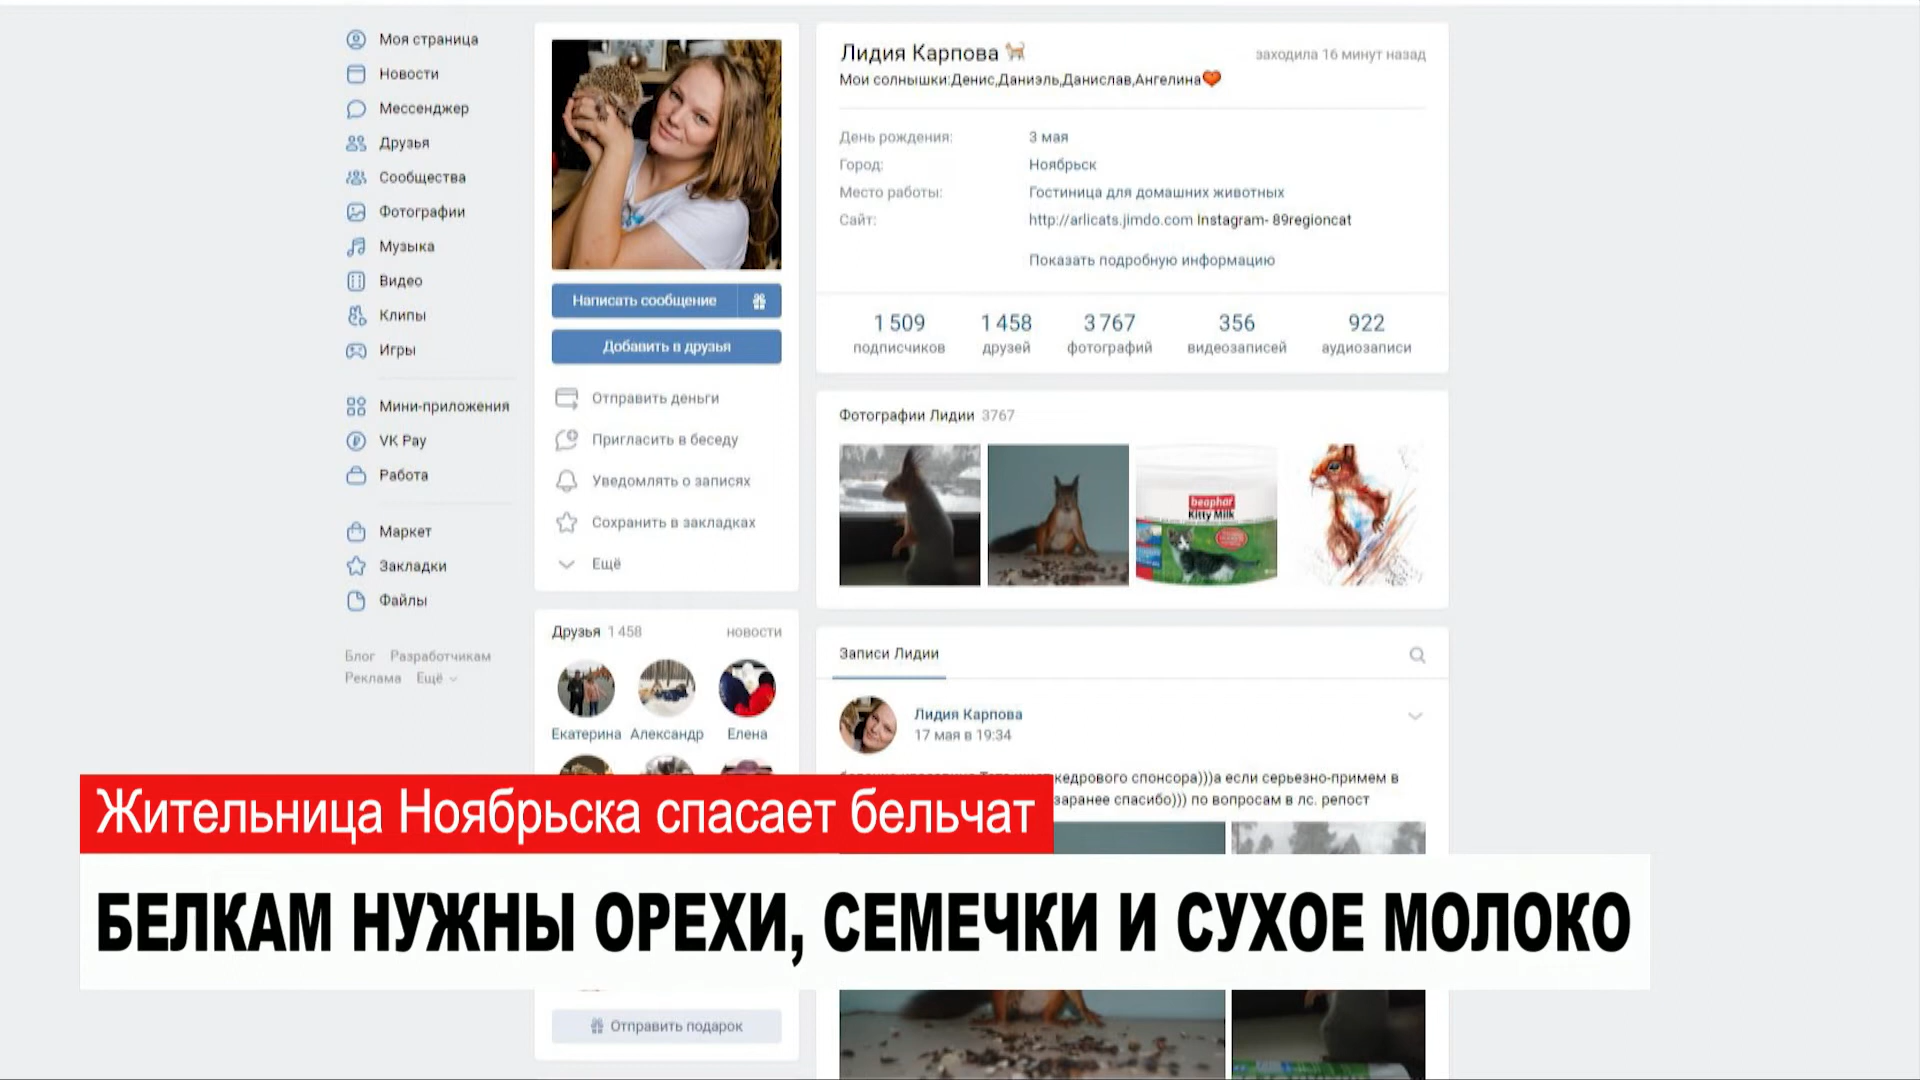 Моя страница
Новости
Мессенджер
Друзья
Сообщества
Фотографии
Музыка
Видео
Клипы
Игры
Мини-приложения
VK Pay
Работа
Маркет
Закладки
Файлы
Блог Разработчикам
Реклама Ещё
Написать сообщение
Добавить в друзья
Отправить деньги
Пригласить в беседу
Уведомлять о записях
Сохранить в закладках
Ещё
Друзья 1 458 новости
Екатерина Александр Елена
Отправить подарок
Лидия Карпова заходила 16 минут назад
Мои солнышки:Денис,Даниэль,Данислав,Ангелина
День рождения: 3 мая
Город: Ноябрьск
Место работы: Гостиница для домашних животных
Сайт: http://arlicats.jimdo.com Instagram- 89regioncat
Показать подробную информацию
1 509 подписчиков
1 458 друзей
3 767 фотографий
356 видеозаписей
922 аудиозаписи
Фотографии Лидии 3767
beaphar
Kitty Milk
Записи Лидии
Лидия Карпова
17 мая в 19:34
кедрового спонсора)))а если серьезно-примем в
заранее спасибо))) по вопросам в лс. репост
Жительница Ноябрьска спасает бельчат
БЕЛКАМ НУЖНЫ ОРЕХИ, СЕМЕЧКИ И СУХОЕ МОЛОКО